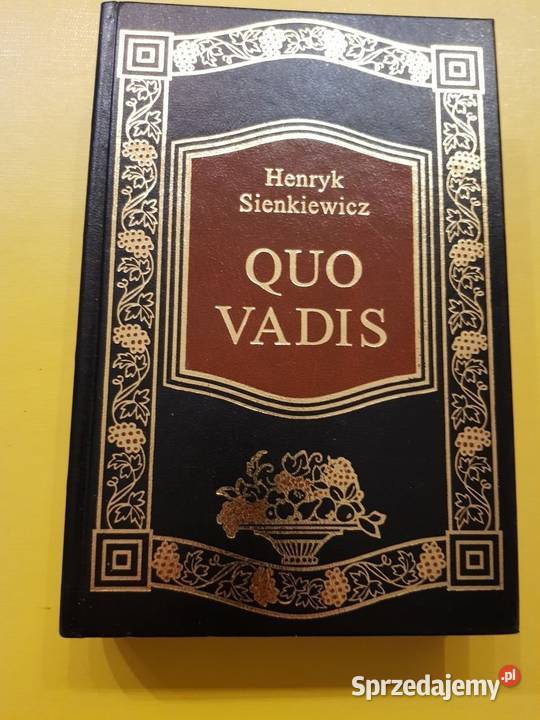 Henryk
Sienkiewicz
QUO
VADIS
Sprzedajemy.pl